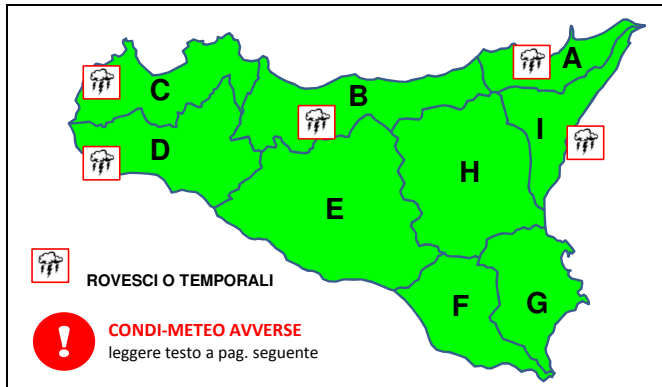 A
C
B
I
D
H
E
F
G
ROVESCI O TEMPORALI
! CONDI-METEO AVVERSE
leggere testo a pag. seguente